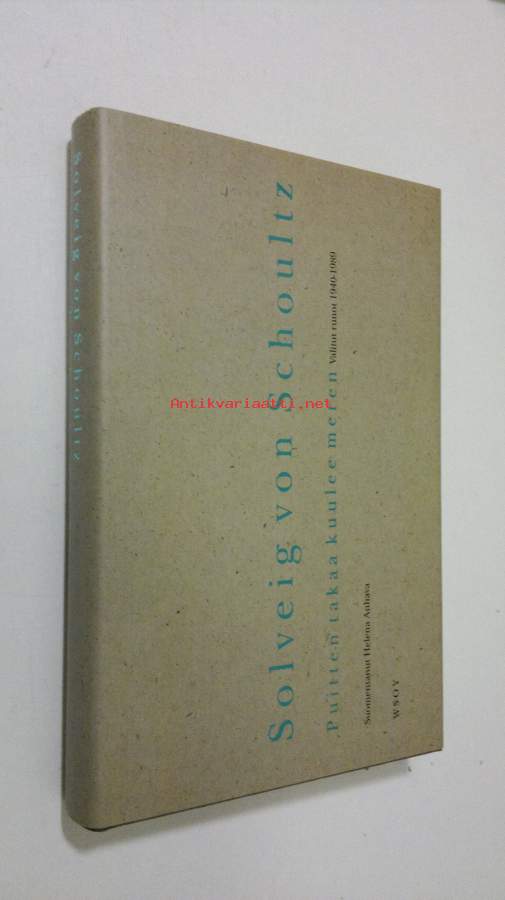 Solveig von Schoultz
Solveig von Schoultz
Puitten takaa kuulee meren Valitut runot 1940-1989
Suomentanut Helena Anhava
WSOY
Antikvariaatti.net